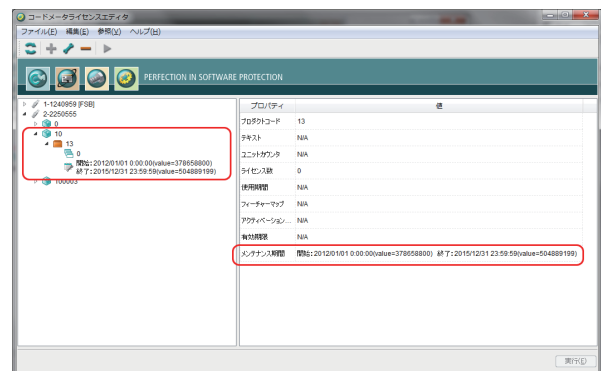 コードメータライセンスエディタ
ファイル(F) 編集(E) 参照(V) ヘルプ(H)
PERFECTION IN SOFTWARE PROTECTION
1-1240959 [FSB]
2-2250555
0
10
13
0
開始:2012/01/01 0:00:00(value=378658800)
終了:2015/12/31 23:59:59(value=504889199)
100003
プロパティ 値
プロダクトコード 13
テキスト N/A
ユニットカウンタ N/A
ライセンス数 0
使用期間 N/A
フィーチャーマップ N/A
アクティベーション... N/A
有効期限 N/A
メンテナンス期間 開始:2012/01/01 0:00:00(value=378658800) 終了:2015/12/31 23:59:59(value=504889199)
実行(E)